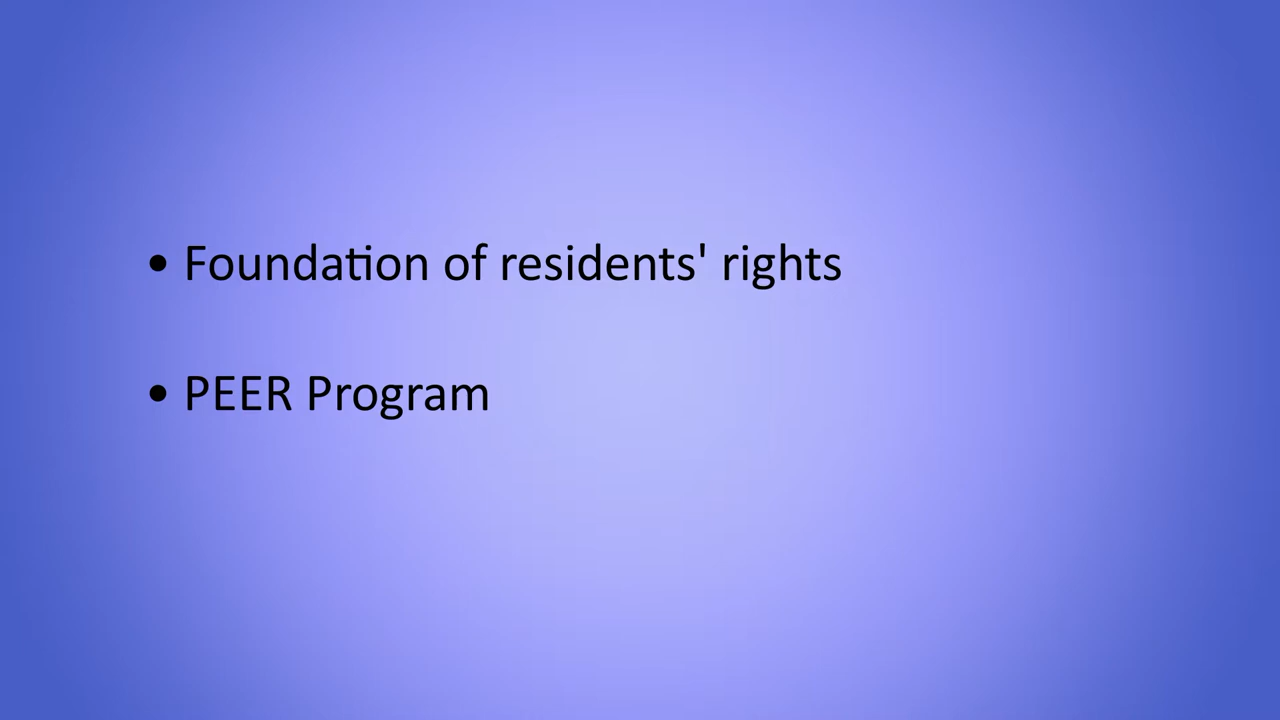 • Foundation of residents' rights
• PEER Program